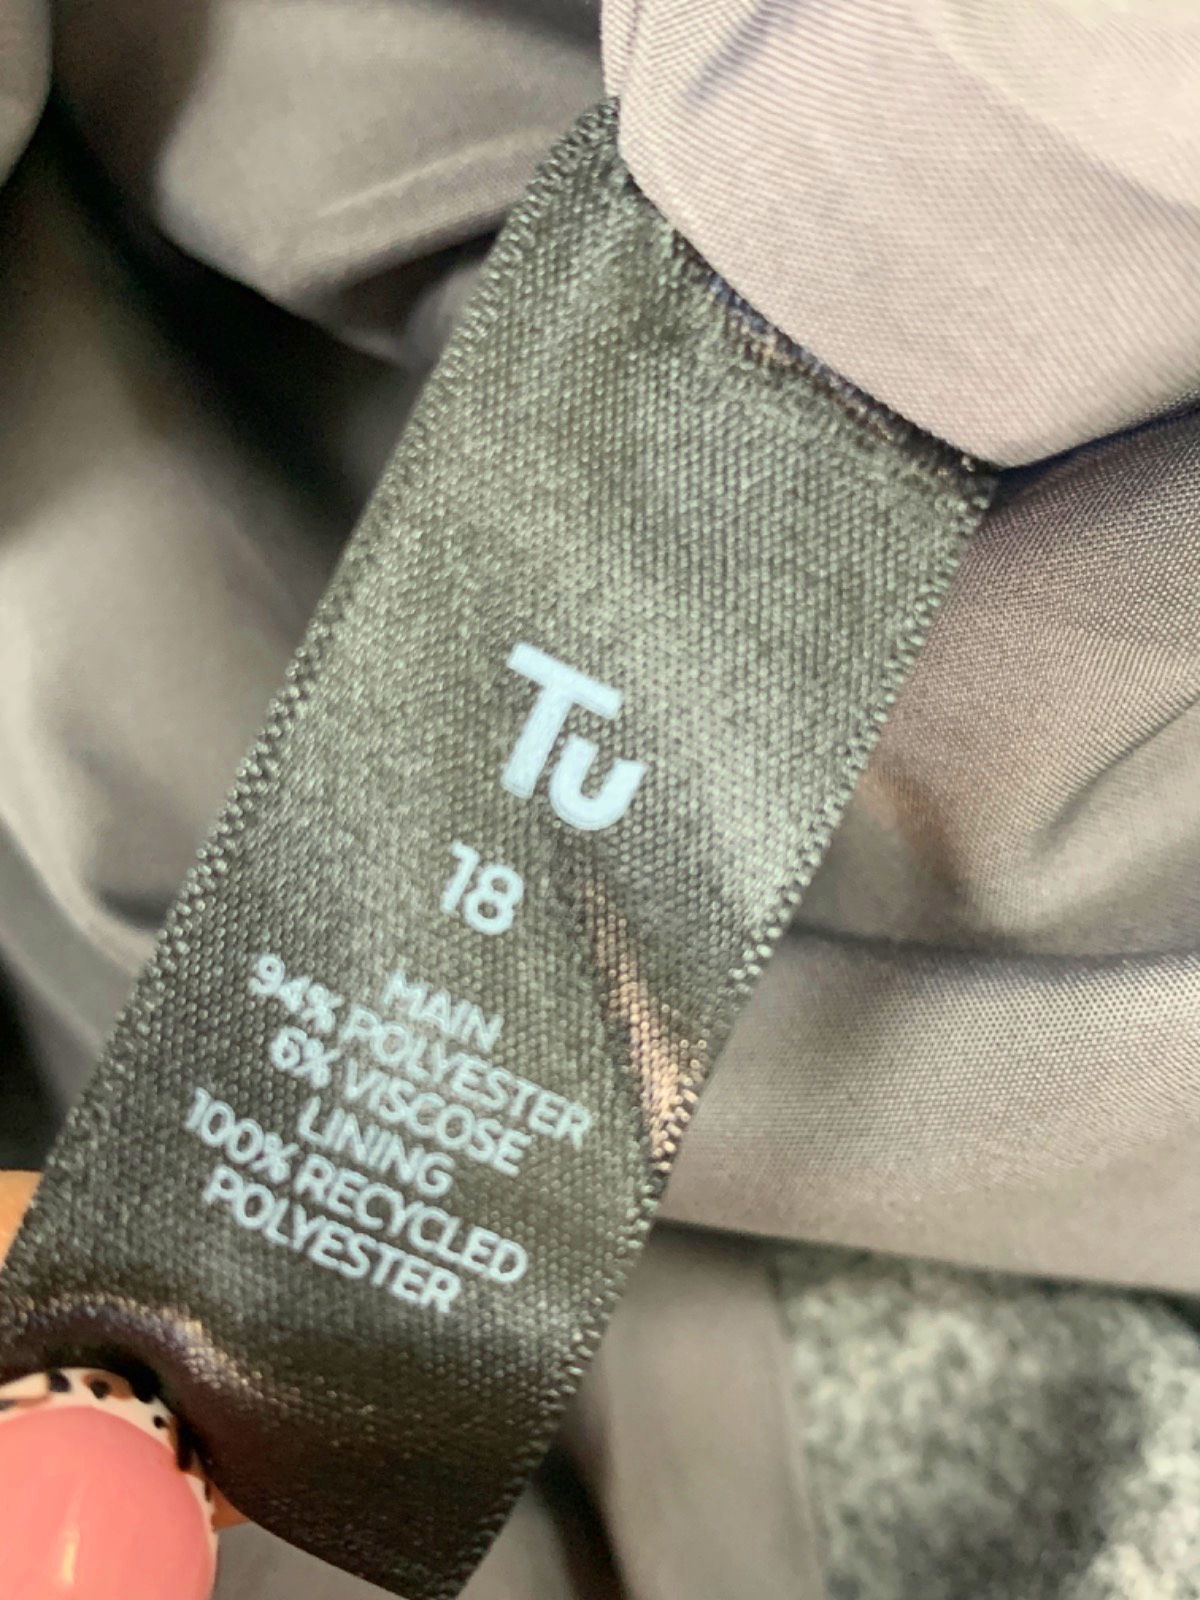 Tu
18
MAIN
94% POLYESTER
6% VISCOSE
LINING
100% RECYCLED
POLYESTER